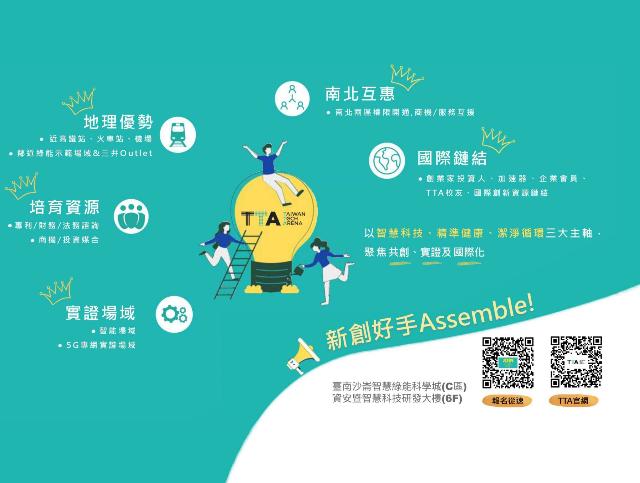 地理優勢
• 近高鐵站、火車站、機場
• 鄰近綠能示範場域&三井Outlet
培育資源
• 專利/財務/法務諮詢
• 商機/投資媒合
實證場域
• 智能場域
• 5G專網實證場域
TTA TAIWAN
TECH
ARENA
南北互惠
• 南北兩區權限開通,商機/服務互援
國際鏈結
• 創業家投資人、加速器、企業會員、
TTA校友、國際創新資源鏈結
以智慧科技、精準健康、潔淨循環三大主軸，
聚焦共創、實證及國際化
新創好手Assemble!
臺南沙崙智慧綠能科學城(C區)
資安暨智慧科技研發大樓(6F)
報名從速
TTA官網